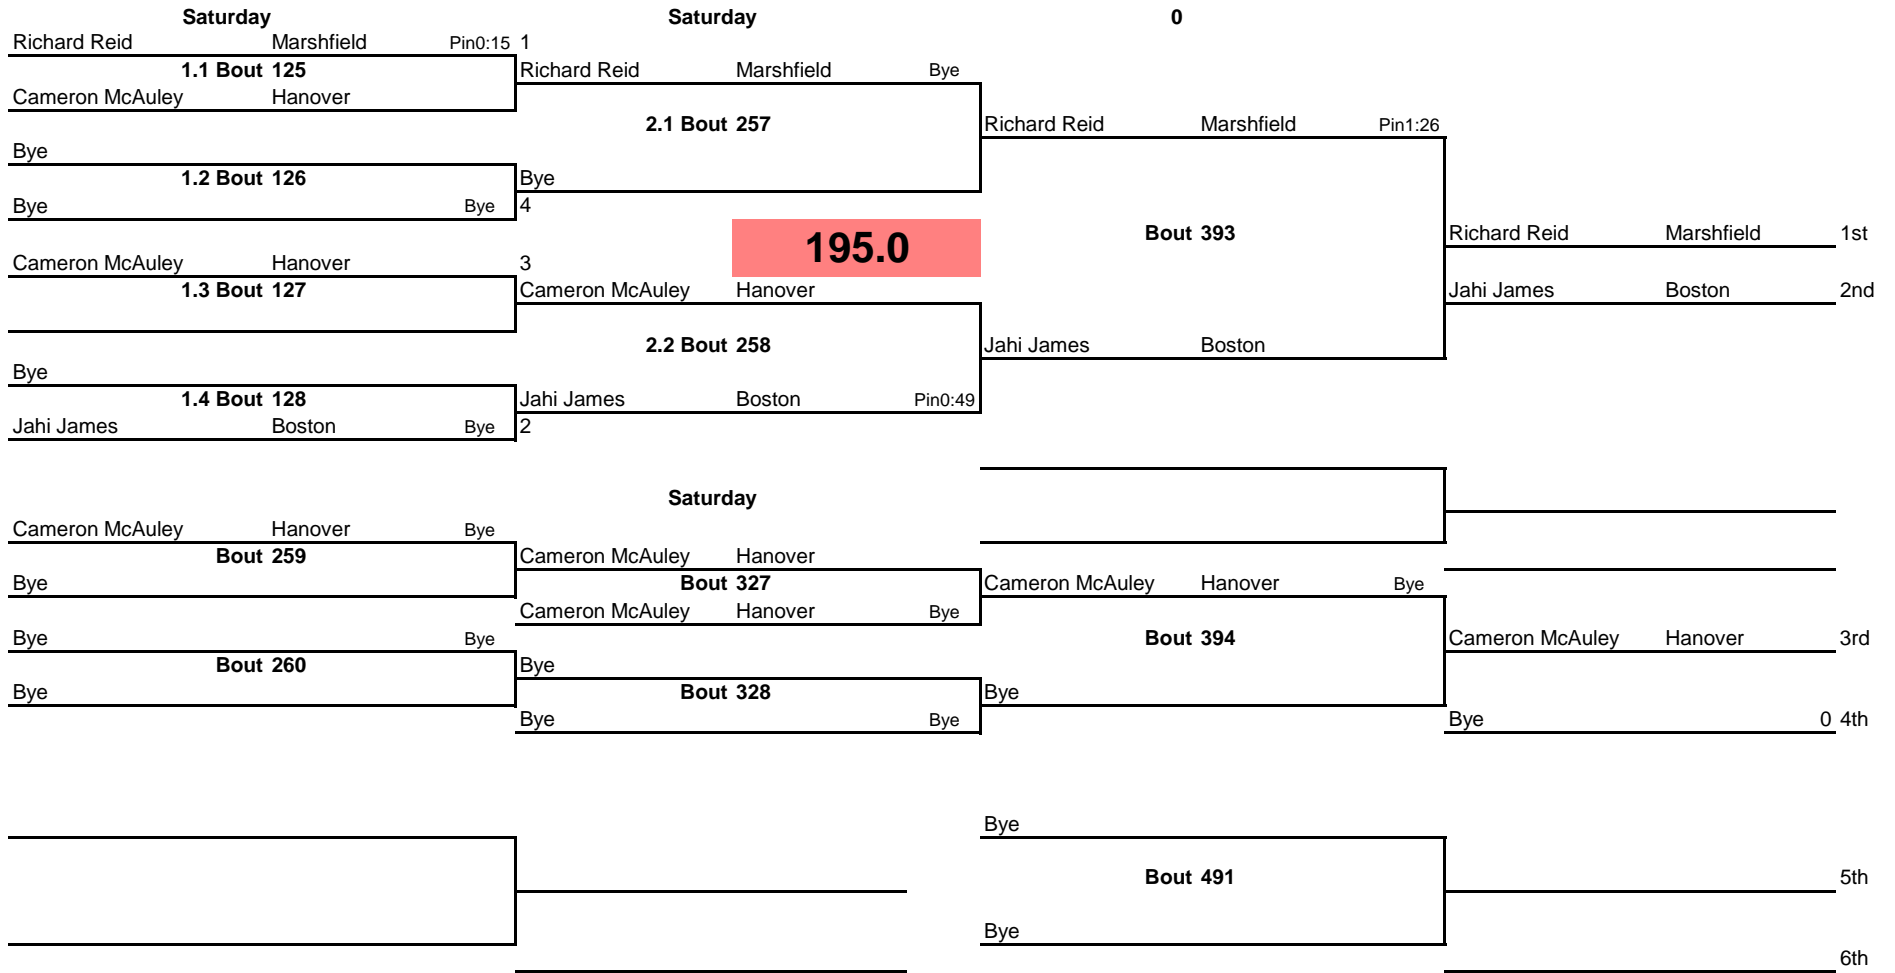 Saturday Saturday 0
Richard Reid Marshfield Pin0:15 1
1.1 Bout 125 Richard Reid Marshfield Bye
Cameron McAuley Hanover
2.1 Bout 257 Richard Reid Marshfield Pin1:26
Bye
1.2 Bout 126 Bye
Bye Bye 4
195.0 Bout 393 Richard Reid Marshfield 1st
Cameron McAuley Hanover 3
1.3 Bout 127 Cameron McAuley Hanover Jahi James Boston 2nd
2.2 Bout 258 Jahi James Boston
Bye
1.4 Bout 128 Jahi James Boston Pin0:49
Jahi James Boston Bye 2
Saturday
Cameron McAuley Hanover Bye
Bout 259 Cameron McAuley Hanover
Bye Bout 327 Cameron McAuley Hanover Bye
Cameron McAuley Hanover Bye
Bye Bye Bout 394 Cameron McAuley Hanover 3rd
Bout 260 Bye
Bye Bout 328 Bye
Bye Bye Bye 0 4th
Bye
Bout 491 5th
Bye
6th